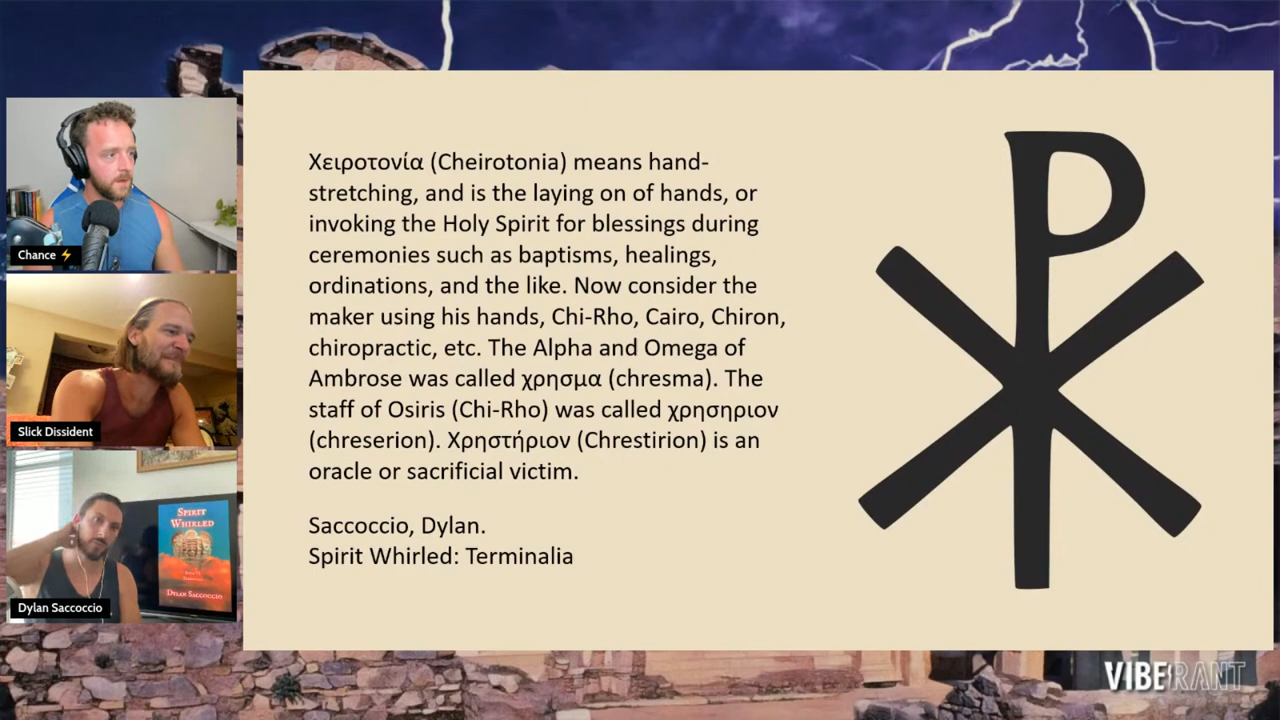 Χειροτονία (Cheirotonia) means hand-
stretching, and is the laying on of hands, or
invoking the Holy Spirit for blessings during
ceremonies such as baptisms, healings,
ordinations, and the like. Now consider the
maker using his hands, Chi-Rho, Cairo, Chiron,
chiropractic, etc. The Alpha and Omega of
Ambrose was called χρησμα (chresma). The
staff of Osiris (Chi-Rho) was called χρησηριον
(chreserion). Χρηστήριον (Chrestirion) is an
oracle or sacrificial victim.
Saccoccio, Dylan.
Spirit Whirled: Terminalia
Chance ⚡
Slick Dissident
SPIRIT
WHIRLED
DYLAN SACCOCCIO
Dylan Saccoccio
VIBERANT